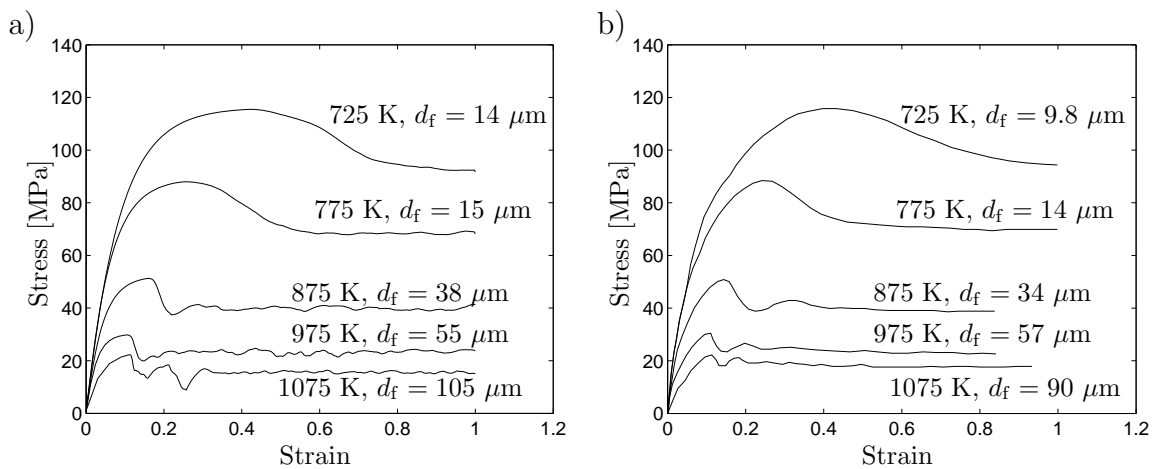 a)
140
120
100
80
60
40
20
0
Stress [MPa]
725 K, d_f = 14 μm
775 K, d_f = 15 μm
875 K, d_f = 38 μm
975 K, d_f = 55 μm
1075 K, d_f = 105 μm
0 0.2 0.4 0.6 0.8 1 1.2
Strain
b)
140
120
100
80
60
40
20
0
Stress [MPa]
725 K, d_f = 9.8 μm
775 K, d_f = 14 μm
875 K, d_f = 34 μm
975 K, d_f = 57 μm
1075 K, d_f = 90 μm
0 0.2 0.4 0.6 0.8 1 1.2
Strain